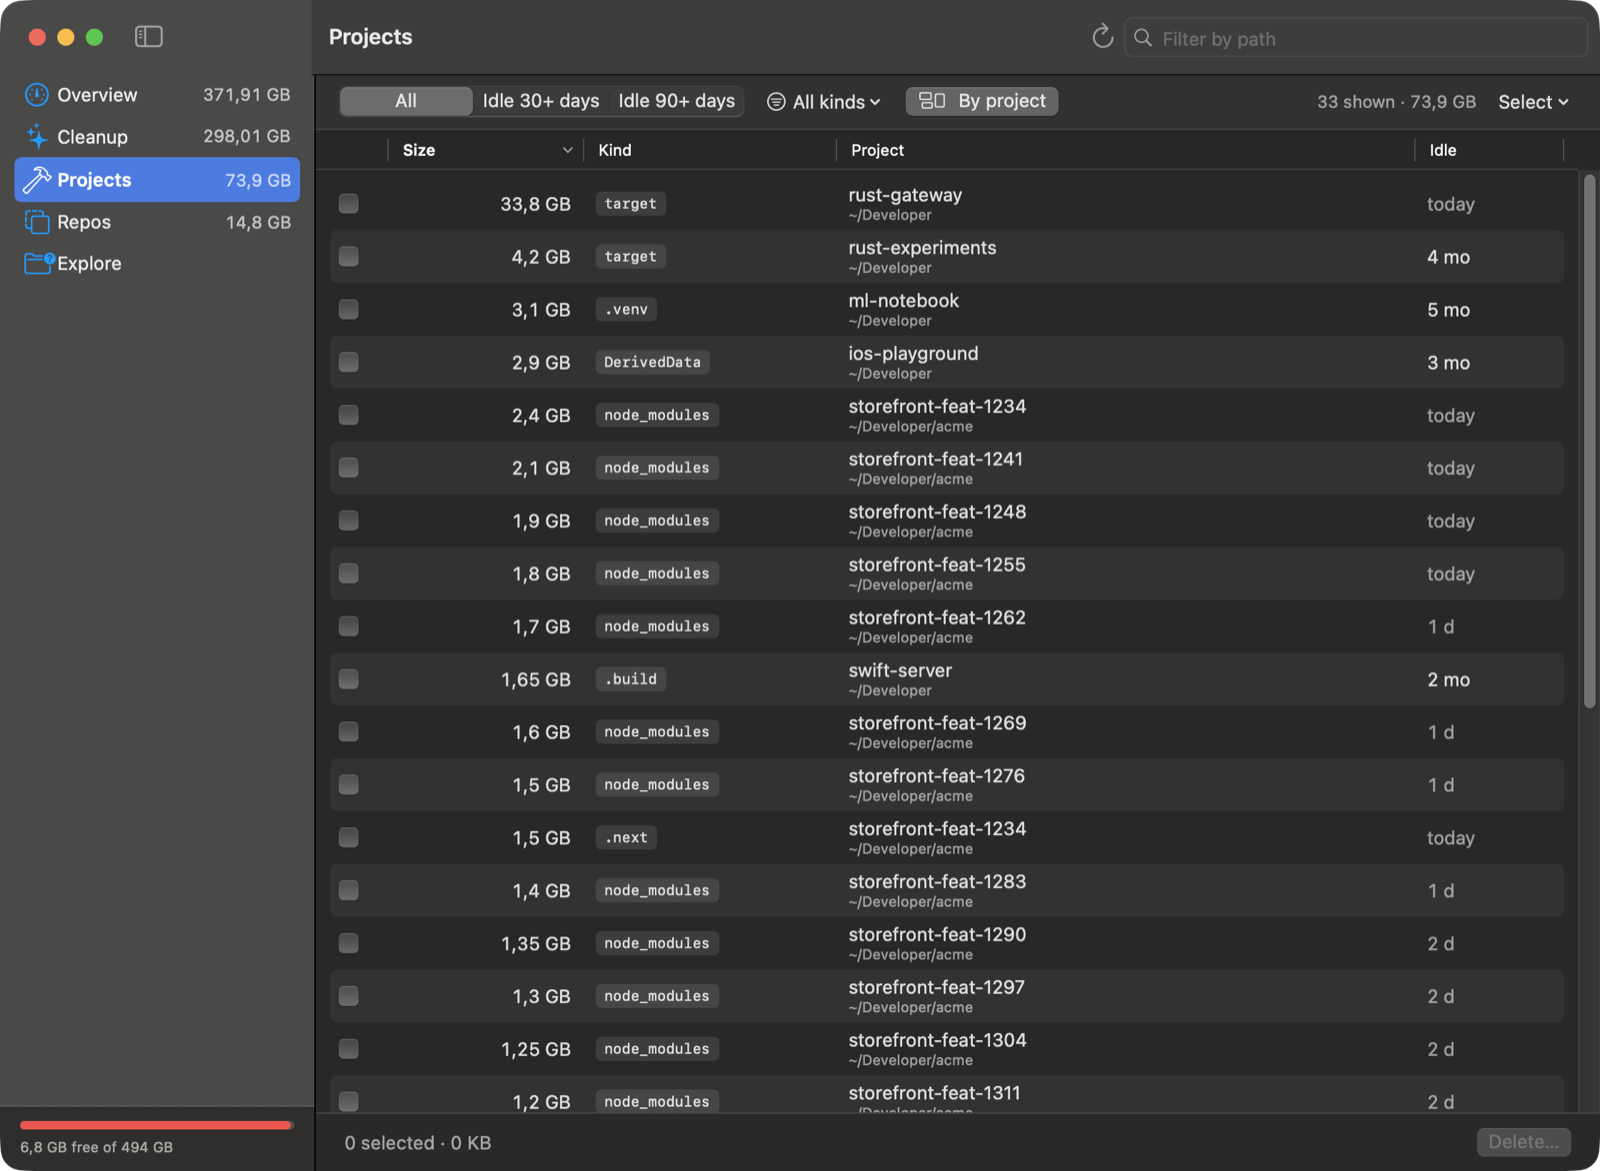 Projects
Filter by path
Overview 371,91 GB
Cleanup 298,01 GB
Projects 73,9 GB
Repos 14,8 GB
Explore
All Idle 30+ days Idle 90+ days All kinds By project 33 shown · 73,9 GB Select
Size Kind Project Idle
33,8 GB target rust-gateway today
~/Developer
4,2 GB target rust-experiments 4 mo
~/Developer
3,1 GB .venv ml-notebook 5 mo
~/Developer
2,9 GB DerivedData ios-playground 3 mo
~/Developer
2,4 GB node_modules storefront-feat-1234 today
~/Developer/acme
2,1 GB node_modules storefront-feat-1241 today
~/Developer/acme
1,9 GB node_modules storefront-feat-1248 today
~/Developer/acme
1,8 GB node_modules storefront-feat-1255 today
~/Developer/acme
1,7 GB node_modules storefront-feat-1262 1 d
~/Developer/acme
1,65 GB .build swift-server 2 mo
~/Developer
1,6 GB node_modules storefront-feat-1269 1 d
~/Developer/acme
1,5 GB node_modules storefront-feat-1276 1 d
~/Developer/acme
1,5 GB .next storefront-feat-1234 today
~/Developer/acme
1,4 GB node_modules storefront-feat-1283 1 d
~/Developer/acme
1,35 GB node_modules storefront-feat-1290 2 d
~/Developer/acme
1,3 GB node_modules storefront-feat-1297 2 d
~/Developer/acme
1,25 GB node_modules storefront-feat-1304 2 d
~/Developer/acme
1,2 GB node_modules storefront-feat-1311 2 d
~/Developer/acme
6,8 GB free of 494 GB
0 selected · 0 KB
Delete...